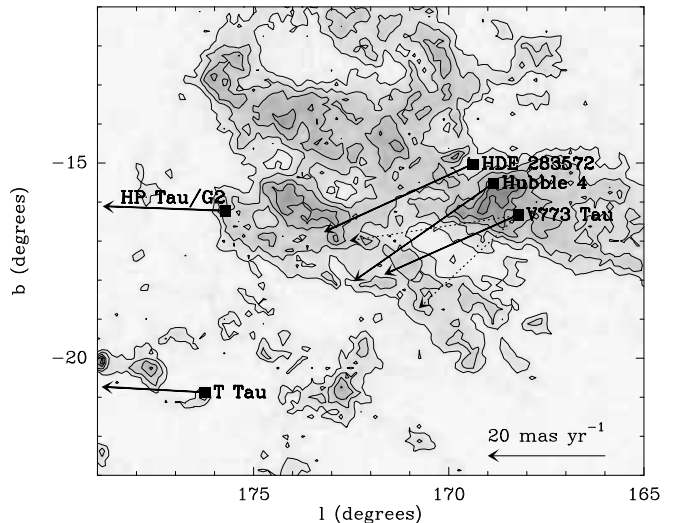 −15
HDE 283572
Hubble 4
HP Tau/G2
V773 Tau
b (degrees)
−20
T Tau
20 mas yr−1
175
170
165
l (degrees)